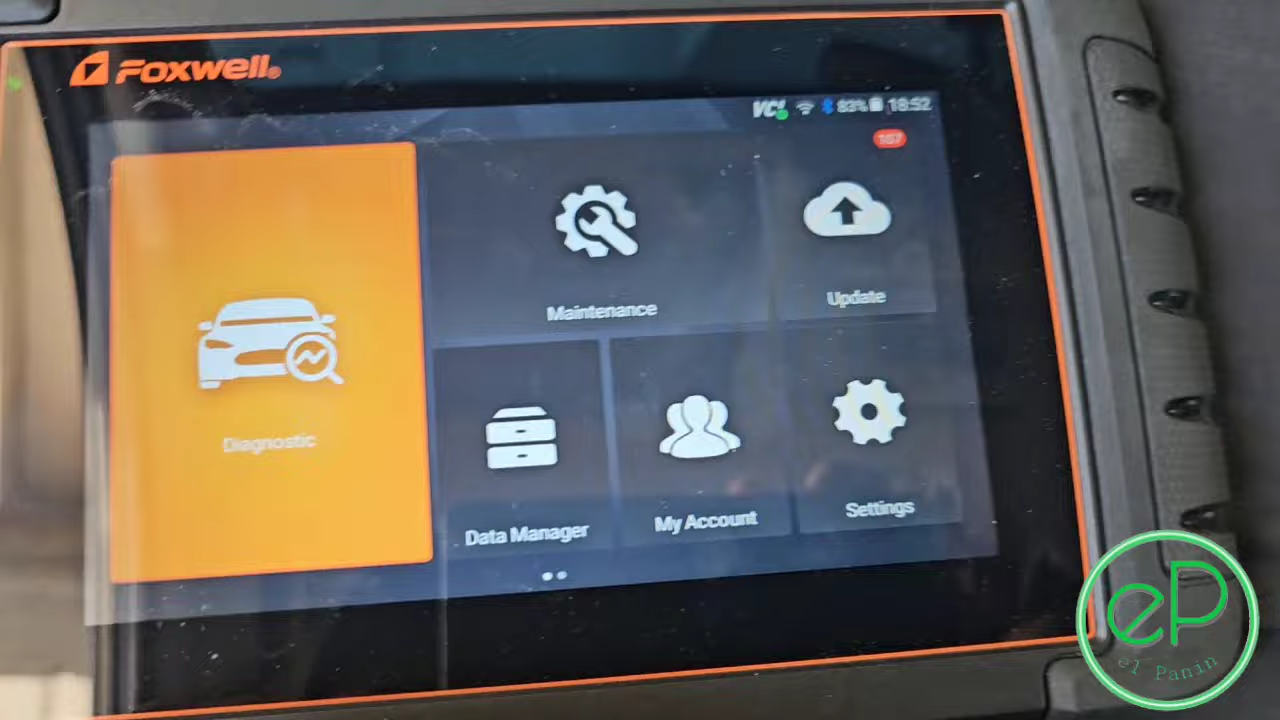 Foxwell®
VCI 83% 18:52
107
Maintenance
Update
Diagnostic
Data Manager
My Account
Settings
eP
el Panin